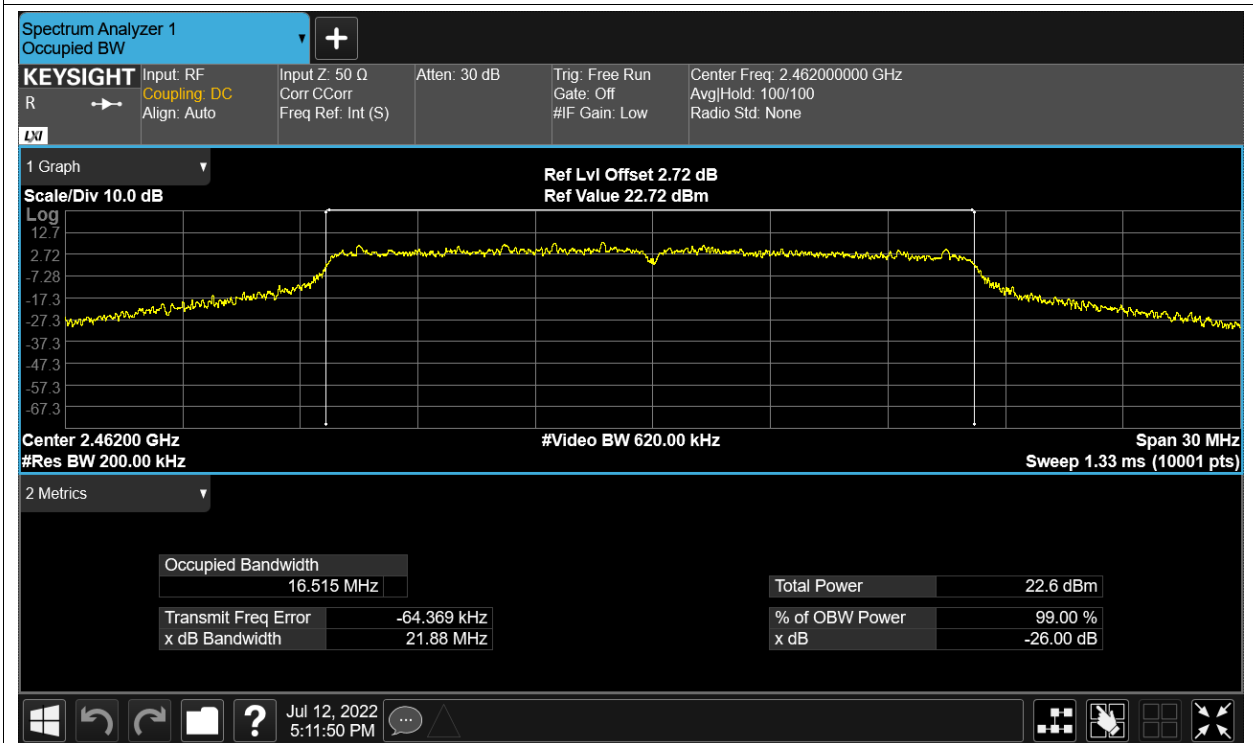 Spectrum Analyzer 1
Occupied BW
KEYSIGHT
R
LXI
Input: RF
Coupling: DC
Align: Auto
Input Z: 50 Ω
Corr CCorr
Freq Ref: Int (S)
Atten: 30 dB
Trig: Free Run
Gate: Off
#IF Gain: Low
Center Freq: 2.462000000 GHz
Avg|Hold: 100/100
Radio Std: None
1 Graph
Scale/Div 10.0 dB
Ref Lvl Offset 2.72 dB
Ref Value 22.72 dBm
Log
12.7
2.72
-7.28
-17.3
-27.3
-37.3
-47.3
-57.3
-67.3
Center 2.46200 GHz
#Video BW 620.00 kHz
Span 30 MHz
#Res BW 200.00 kHz
Sweep 1.33 ms (10001 pts)
2 Metrics
Occupied Bandwidth
16.515 MHz
Total Power 22.6 dBm
Transmit Freq Error -64.369 kHz
% of OBW Power 99.00 %
x dB Bandwidth 21.88 MHz
x dB -26.00 dB
?
Jul 12, 2022
5:11:50 PM